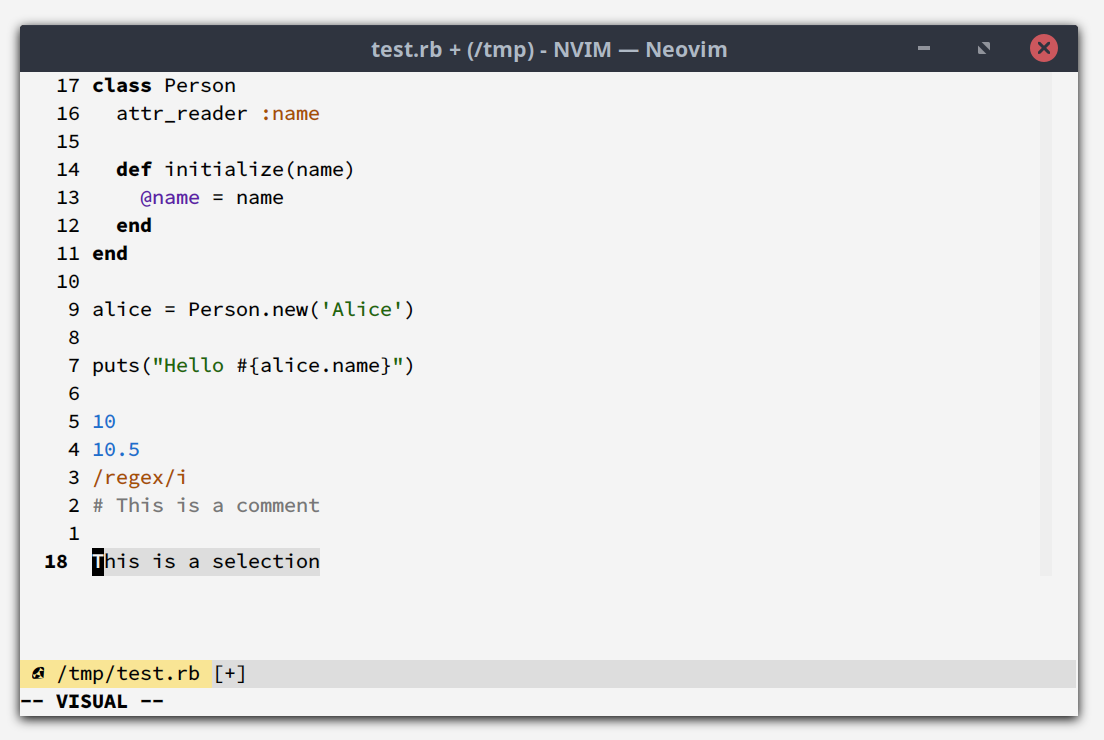 test.rb + (/tmp) - NVIM — Neovim
17 class Person
16   attr_reader :name
15
14   def initialize(name)
13     @name = name
12   end
11 end
10
9 alice = Person.new('Alice')
8
7 puts("Hello #{alice.name}")
6
5 10
4 10.5
3 /regex/i
2 # This is a comment
1
18 This is a selection
/tmp/test.rb [+]
-- VISUAL --